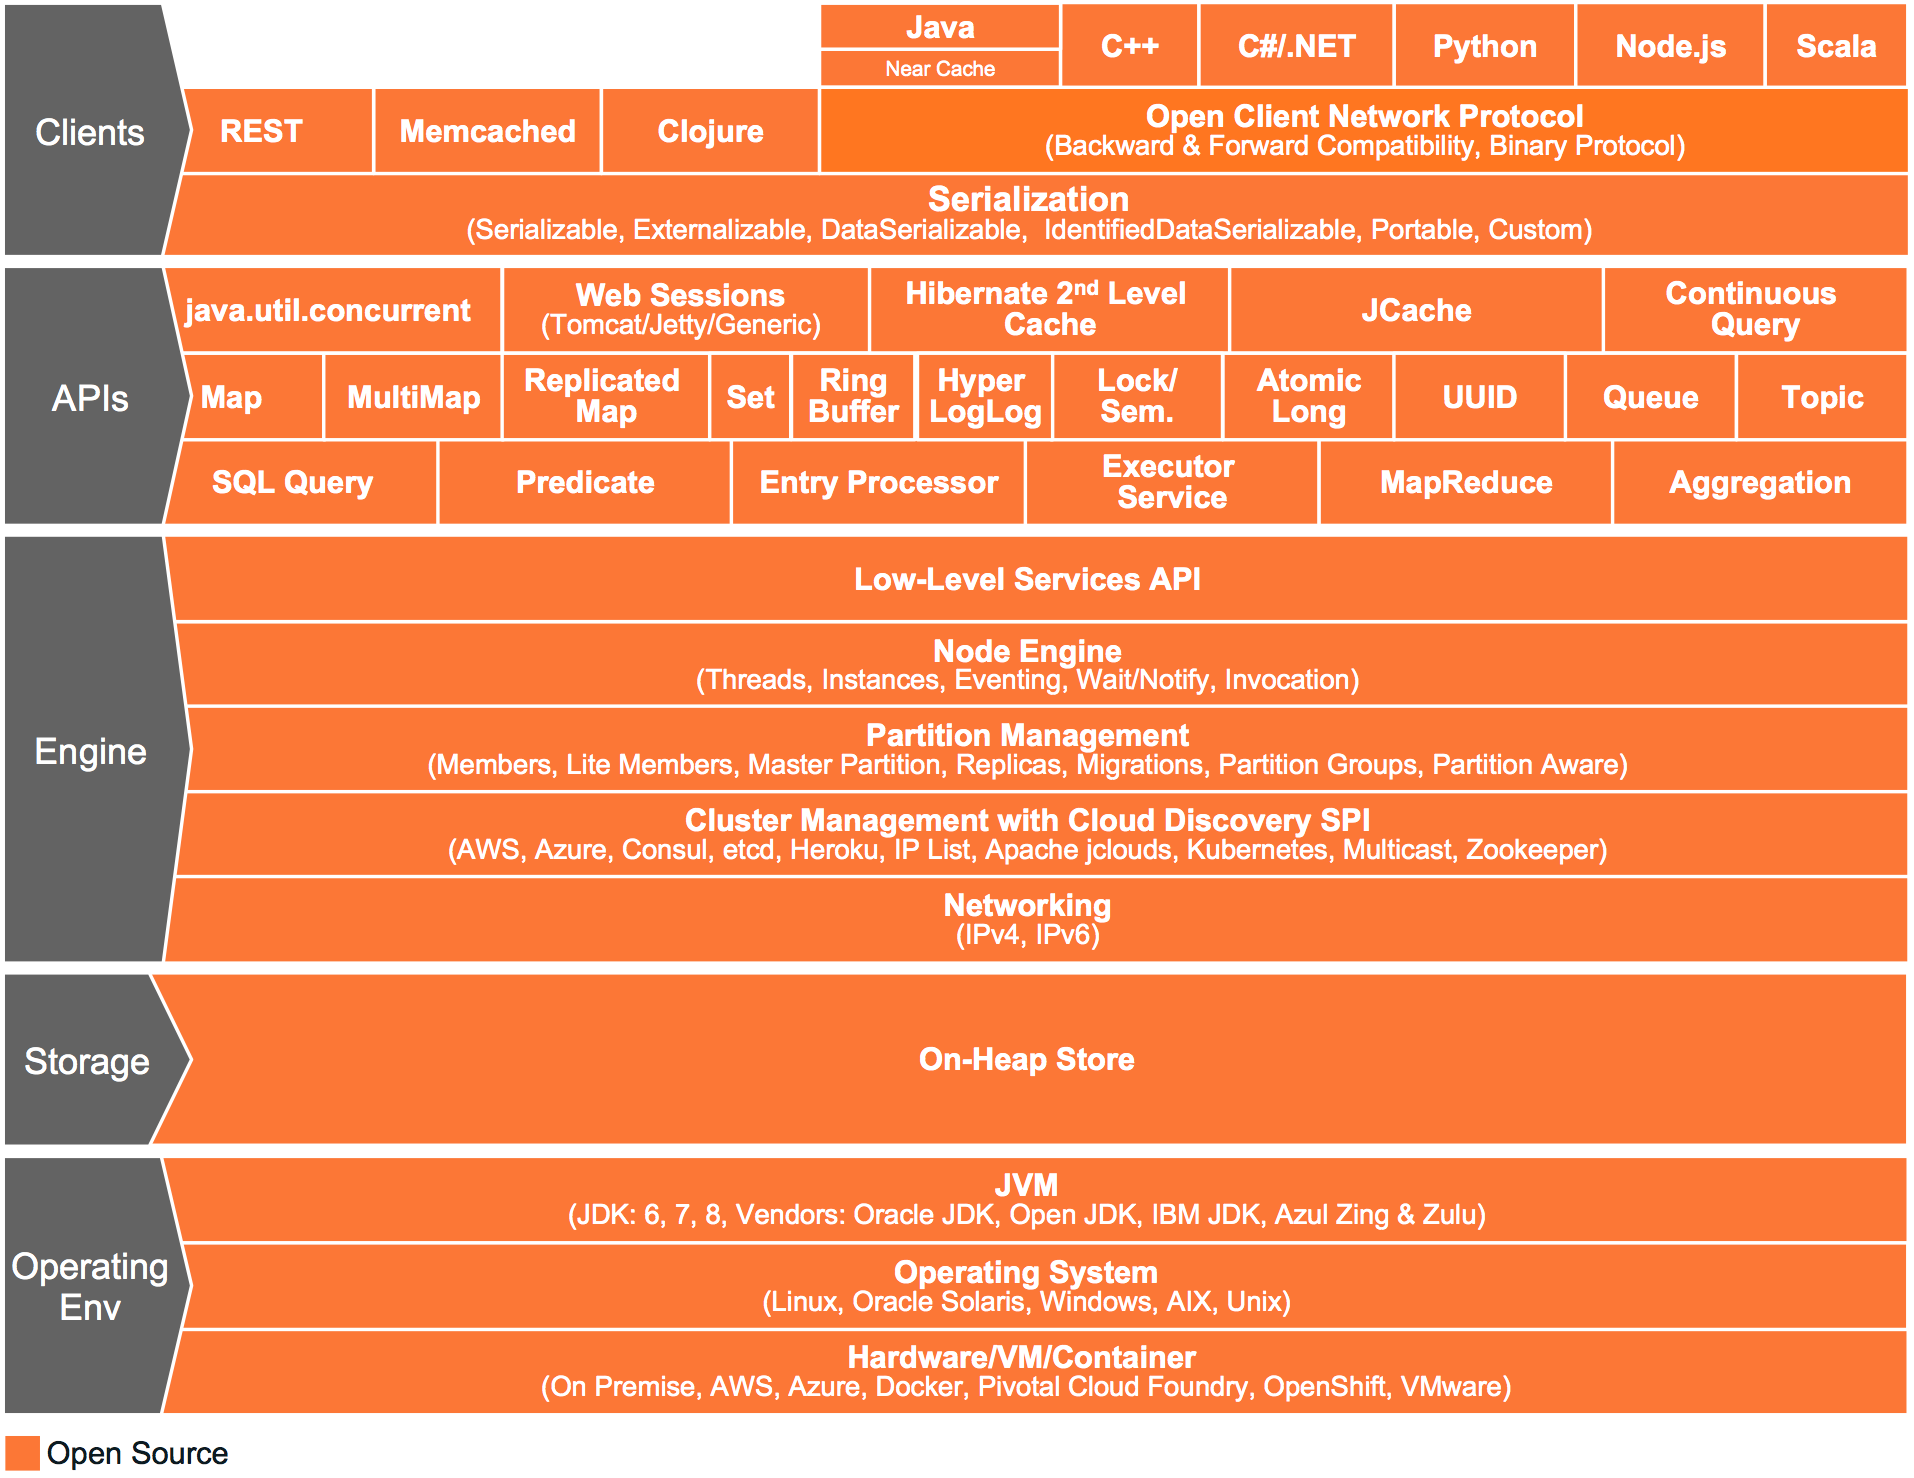 Java
Near Cache
C++
C#/.NET
Python
Node.js
Scala
Clients
REST
Memcached
Clojure
Open Client Network Protocol
(Backward & Forward Compatibility, Binary Protocol)
Serialization
(Serializable, Externalizable, DataSerializable, IdentifiedDataSerializable, Portable, Custom)
APIs
java.util.concurrent
Web Sessions
(Tomcat/Jetty/Generic)
Hibernate 2nd Level
Cache
JCache
Continuous
Query
Map
MultiMap
Replicated
Map
Set
Ring
Buffer
Hyper
LogLog
Lock/
Sem.
Atomic
Long
UUID
Queue
Topic
SQL Query
Predicate
Entry Processor
Executor
Service
MapReduce
Aggregation
Engine
Low-Level Services API
Node Engine
(Threads, Instances, Eventing, Wait/Notify, Invocation)
Partition Management
(Members, Lite Members, Master Partition, Replicas, Migrations, Partition Groups, Partition Aware)
Cluster Management with Cloud Discovery SPI
(AWS, Azure, Consul, etcd, Heroku, IP List, Apache jclouds, Kubernetes, Multicast, Zookeeper)
Networking
(IPv4, IPv6)
Storage
On-Heap Store
Operating
Env
JVM
(JDK: 6, 7, 8, Vendors: Oracle JDK, Open JDK, IBM JDK, Azul Zing & Zulu)
Operating System
(Linux, Oracle Solaris, Windows, AIX, Unix)
Hardware/VM/Container
(On Premise, AWS, Azure, Docker, Pivotal Cloud Foundry, OpenShift, VMware)
Open Source